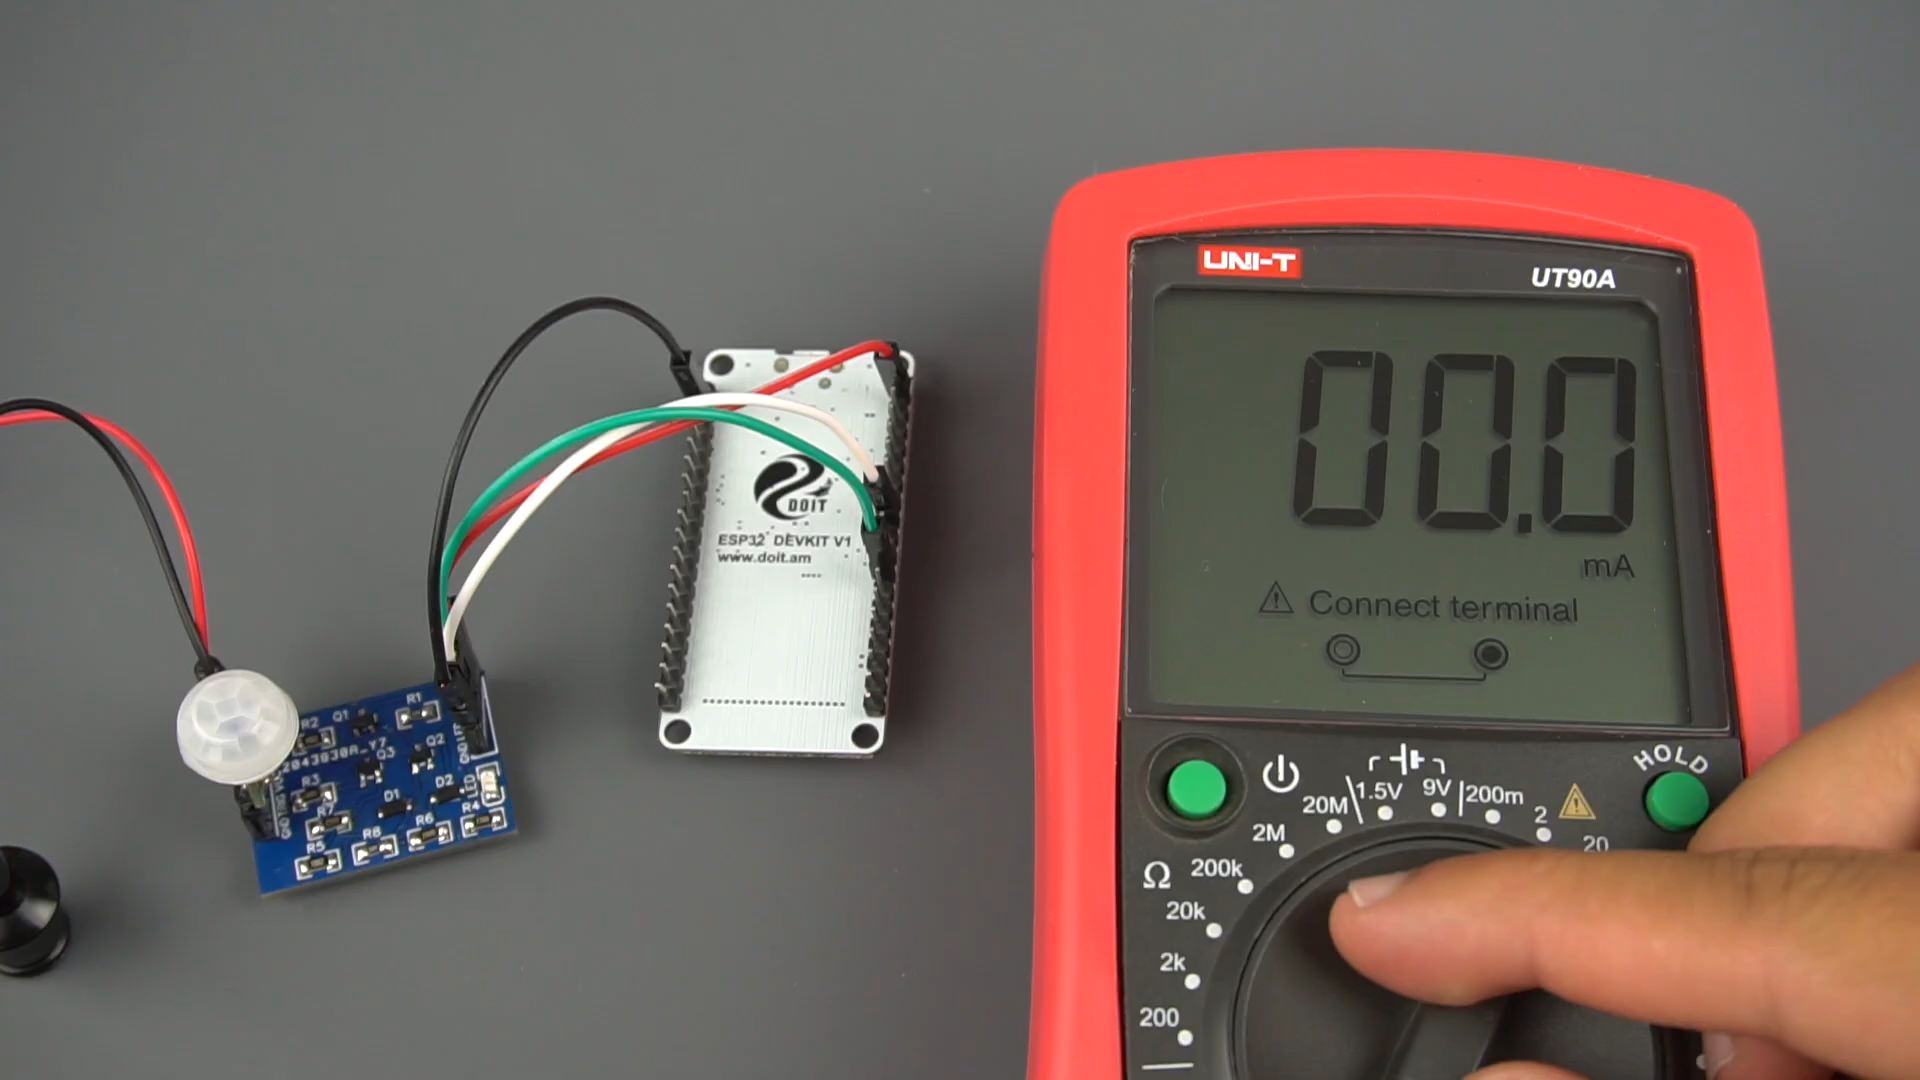 UNI-T
UT90A
00.0
mA
Connect terminal
HOLD
1.5V
9V
200m
2
20
20M
2M
Ω
200k
20k
2k
200
DOIT
ESP32 DEVKIT V1
www.doit.am
R1
R2
Q1
Q2
Q3
R3
D1
D2
LED
R4
R7
R5
R8
R6
GND
GND